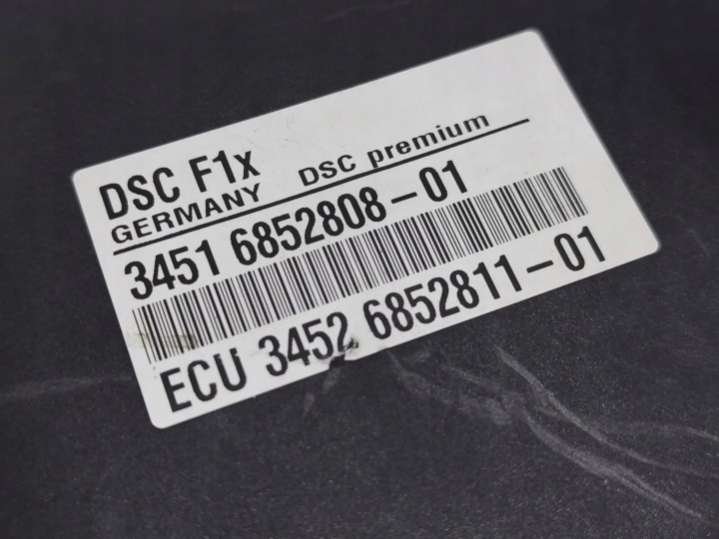 DSC F1x
GERMANY DSC premium
3451 6852808-01
ECU 3452 6852811-01